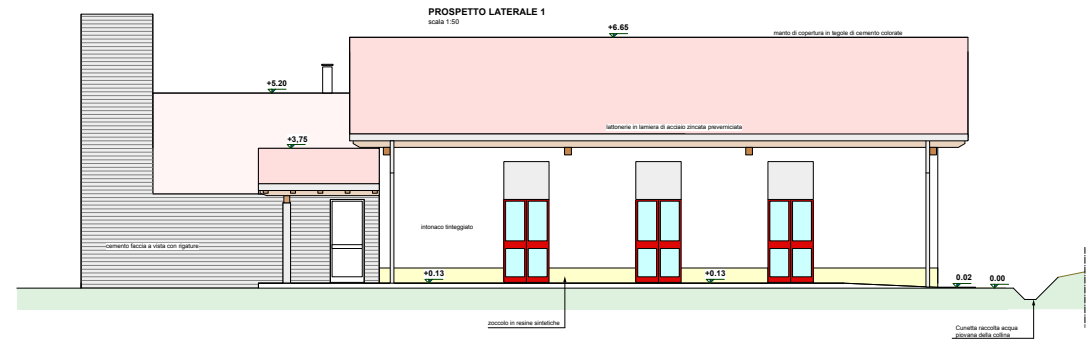 PROSPETTO LATERALE 1
scala 1:50
+6.65
manto di copertura in tegole di cemento colorate
+5.20
lattonerie in lamiera di acciaio zincata preverniciata
+3,75
intonaco tinteggiato
cemento faccia a vista con rigature
+0.13
+0.13
0.02
0.00
zoccolo in resine sintetiche
Cunetta raccolta acqua
piovana della collina